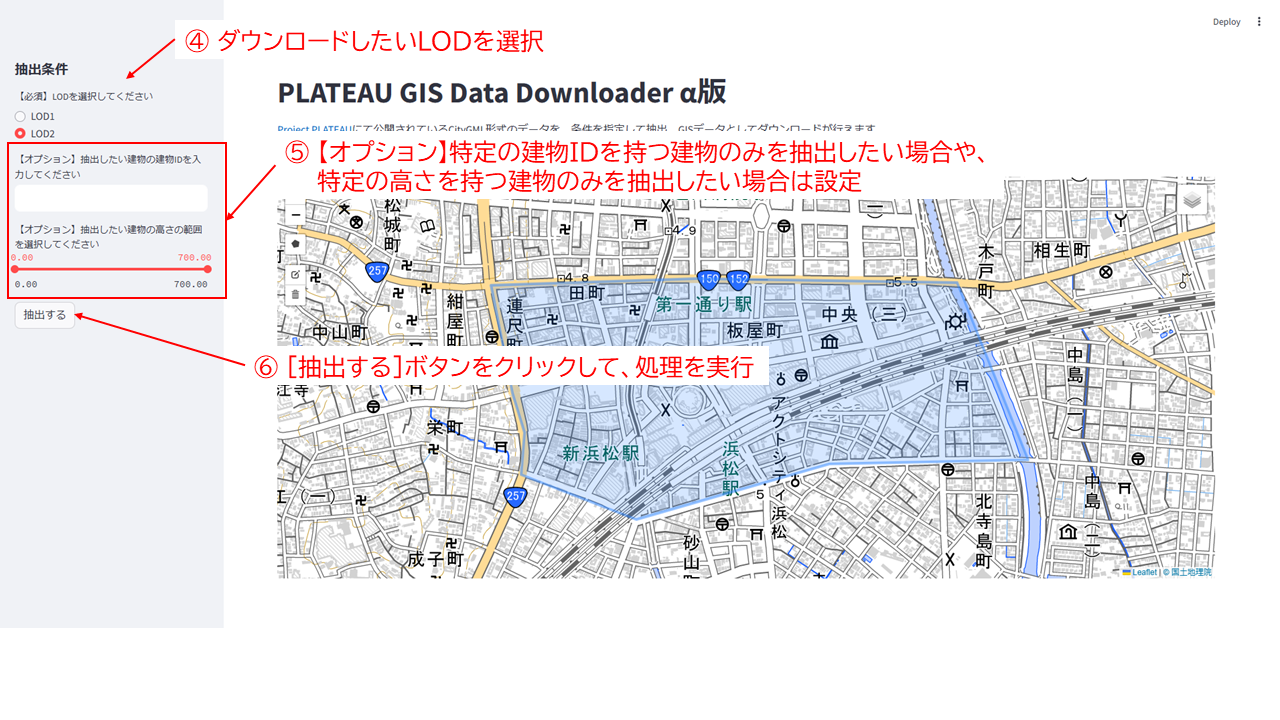 Deploy
④ ダウンロードしたいLODを選択
抽出条件
【必須】LODを選択してください
LOD1
LOD2
PLATEAU GIS Data Downloader α版
Project PLATEAUにて公開されているCityGML形式のデータを、条件を指定して抽出、GISデータとしてダウンロードが行えます
⑤【オプション】特定の建物IDを持つ建物のみを抽出したい場合や、
特定の高さを持つ建物のみを抽出したい場合は設定
【オプション】抽出したい建物の建物IDを入
力してください
【オプション】抽出したい建物の高さの範囲
を選択してください
0.00 700.00
0.00 700.00
抽出する
⑥ [抽出する]ボタンをクリックして、処理を実行
松城町
4.9
木戸町
相生町
257
4.8
150
152
5.5
田町
連尺町
第一通り駅
中央(三)
紺屋町
板屋町
中山町
中島(一)
江寺
アクトシティ浜松
栄町
新浜松駅
浜松駅
257
5
中島(二)
北寺島町
成子町
砂山町
Leaflet | © 国土地理院